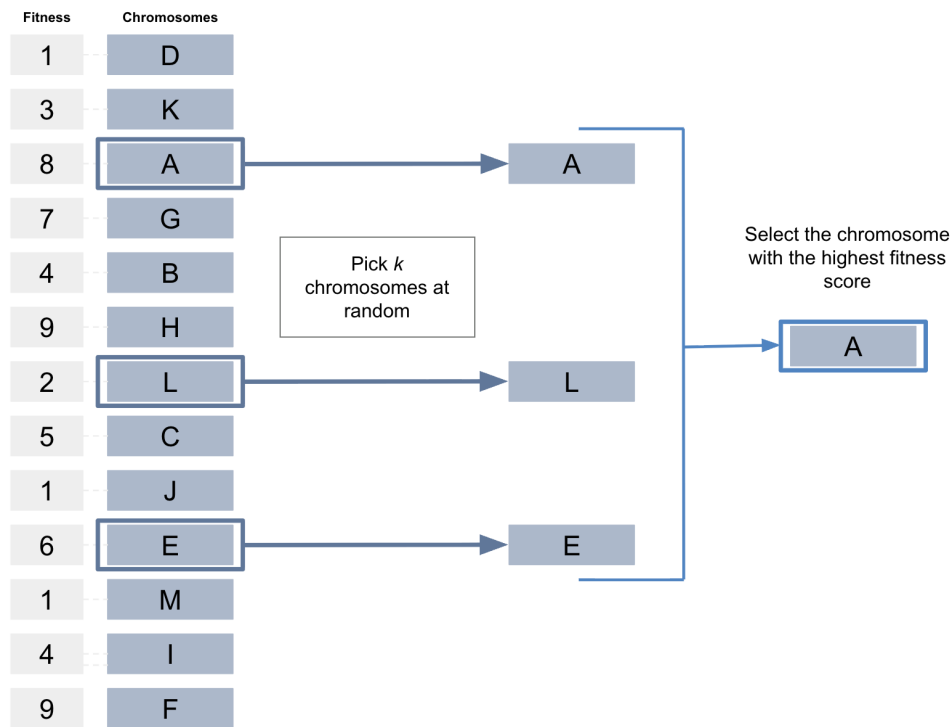 Fitness Chromosomes
1 D
3 K
8 A A
7 G
4 B
9 H
2 L L
5 C
1 J
6 E E
1 M
4 I
9 F
Pick k
chromosomes at
random
Select the chromosome
with the highest fitness
score
A